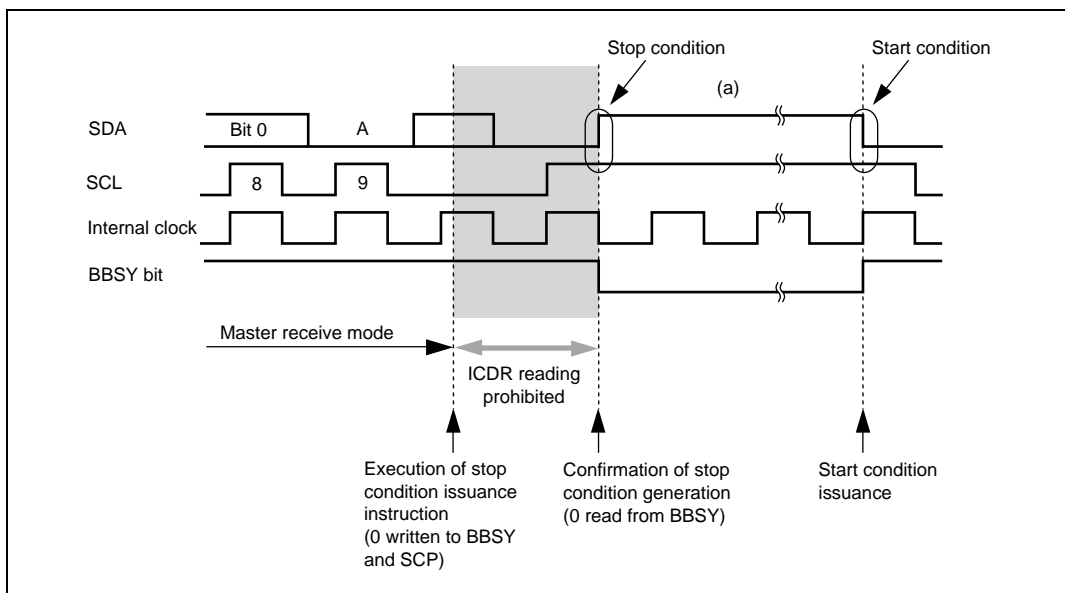 Stop condition
Start condition
(a)
SDA
Bit 0
A
SCL
8
9
Internal clock
BBSY bit
Master receive mode
ICDR reading
prohibited
Execution of stop
condition issuance
instruction
(0 written to BBSY
and SCP)
Confirmation of stop
condition generation
(0 read from BBSY)
Start condition
issuance